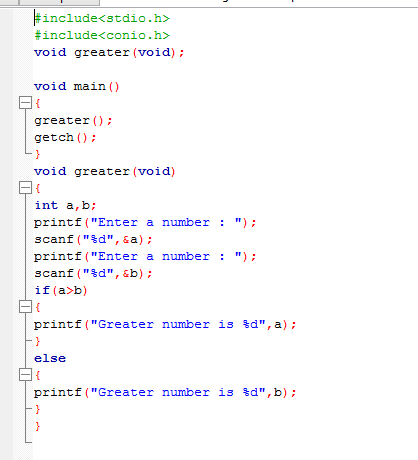 #include<stdio.h>
#include<conio.h>
void greater(void);
void main()
{
greater();
getch();
}
void greater(void)
{
int a,b;
printf("Enter a number : ");
scanf("%d",&a);
printf("Enter a number : ");
scanf("%d",&b);
if(a>b)
{
printf("Greater number is %d",a);
}
else
{
printf("Greater number is %d",b);
}
}